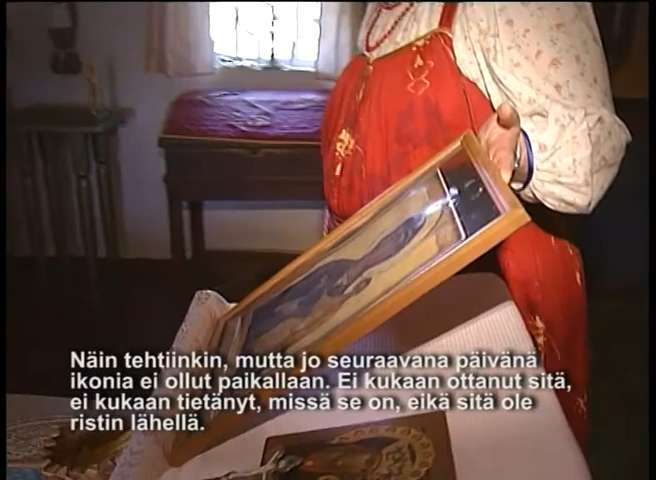 Näin tehtiinkin, mutta jo seuraavana päivänä
ikonia ei ollut paikallaan. Ei kukaan ottanut sitä,
ei kukaan tietänyt, missä se on, eikä sitä ole
ristin lähellä.